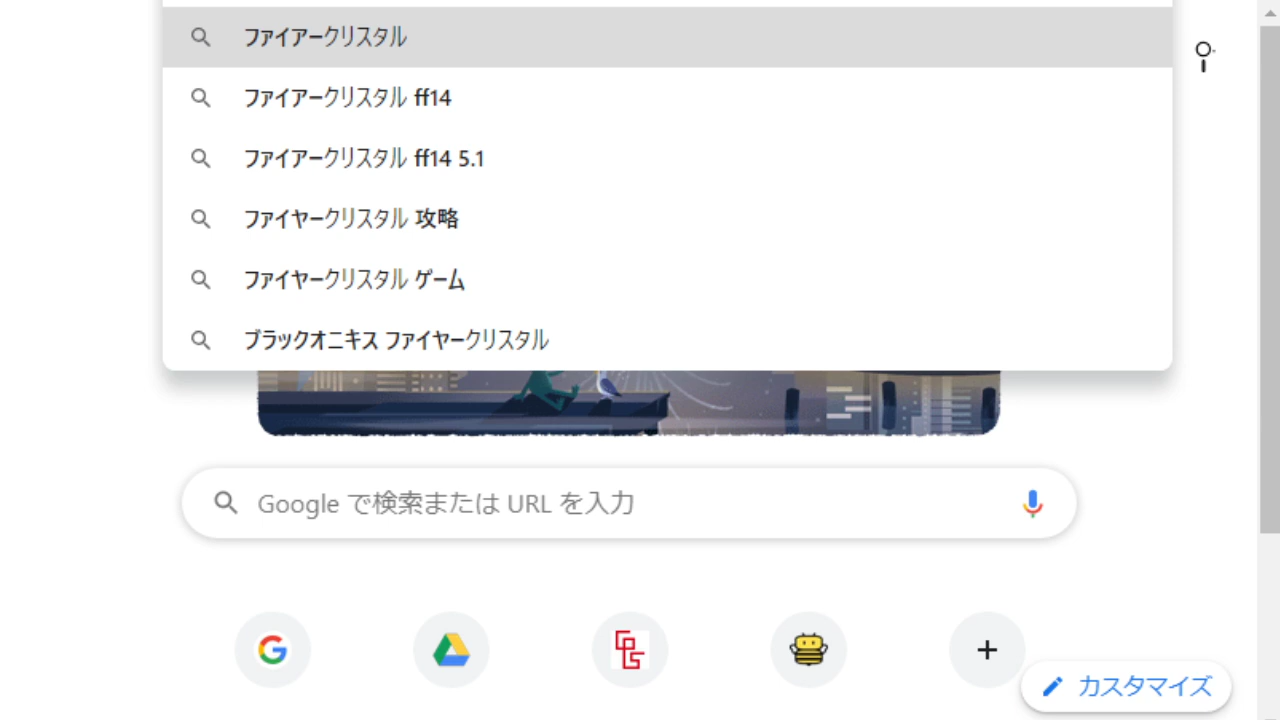 ファイアークリスタル
ファイアークリスタル ff14
ファイアークリスタル ff14 5.1
ファイヤークリスタル 攻略
ファイヤークリスタル ゲーム
ブラックオニキス ファイヤークリスタル
Google で検索または URL を入力
カスタマイズ